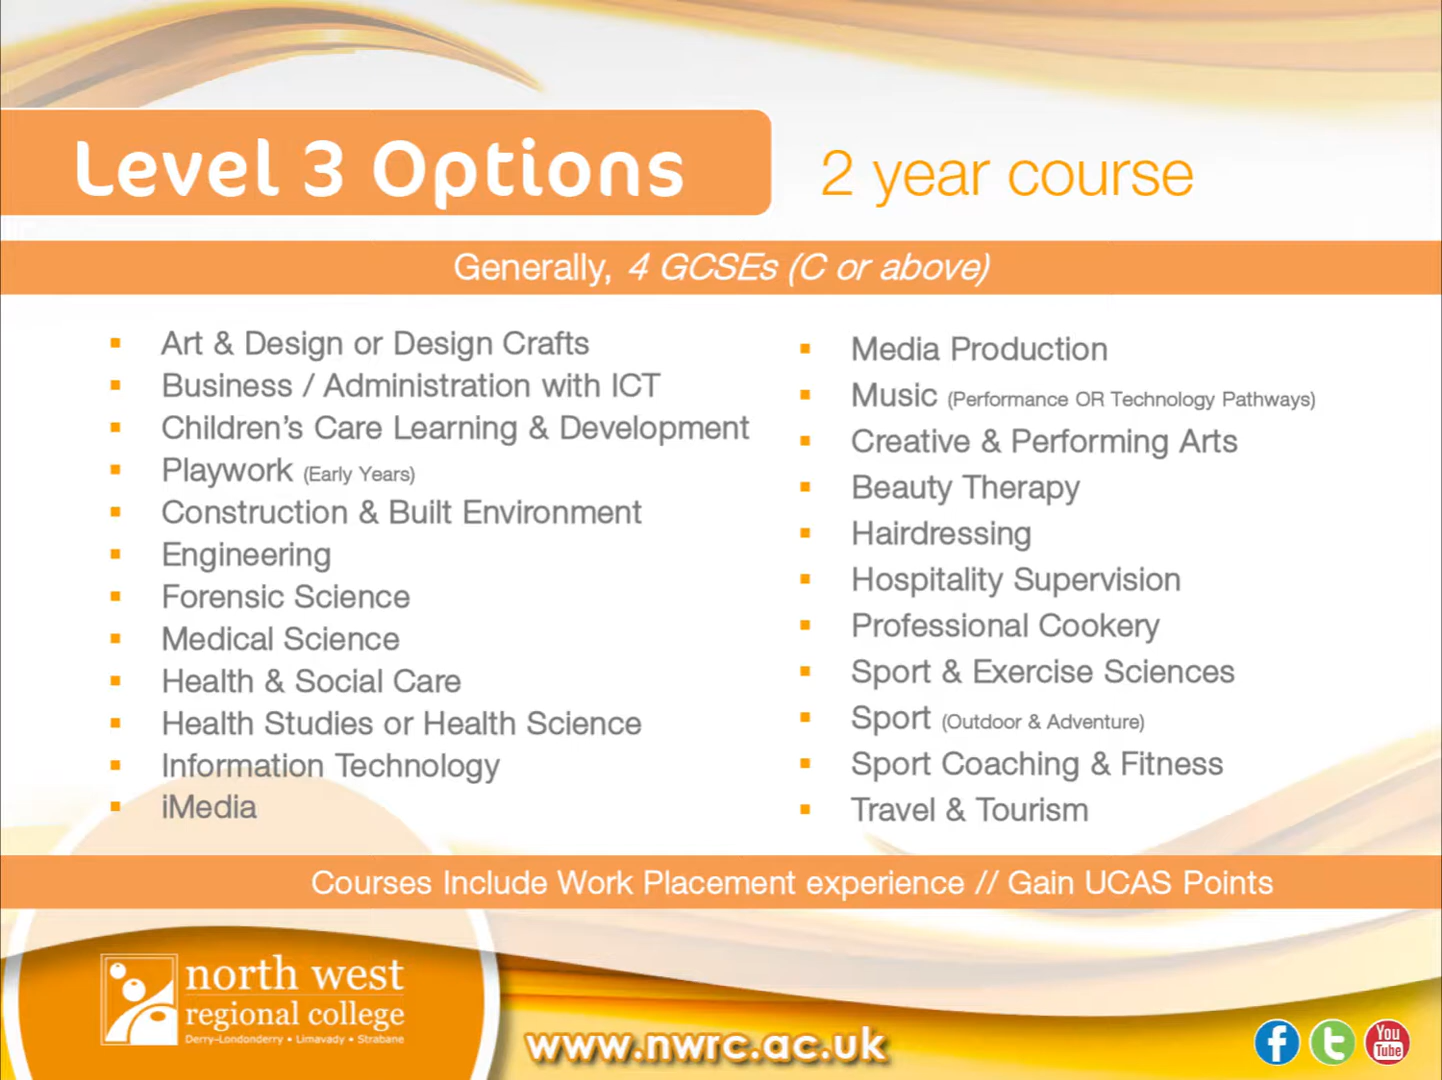 Level 3 Options
2 year course
Generally, 4 GCSEs (C or above)
Art & Design or Design Crafts
Business / Administration with ICT
Children's Care Learning & Development
Playwork (Early Years)
Construction & Built Environment
Engineering
Forensic Science
Medical Science
Health & Social Care
Health Studies or Health Science
Information Technology
iMedia
Media Production
Music (Performance OR Technology Pathways)
Creative & Performing Arts
Beauty Therapy
Hairdressing
Hospitality Supervision
Professional Cookery
Sport & Exercise Sciences
Sport (Outdoor & Adventure)
Sport Coaching & Fitness
Travel & Tourism
Courses Include Work Placement experience // Gain UCAS Points
north west
regional college
Derry-Londonderry • Limavady • Strabane
www.nwrc.ac.uk
f
t
You
Tube